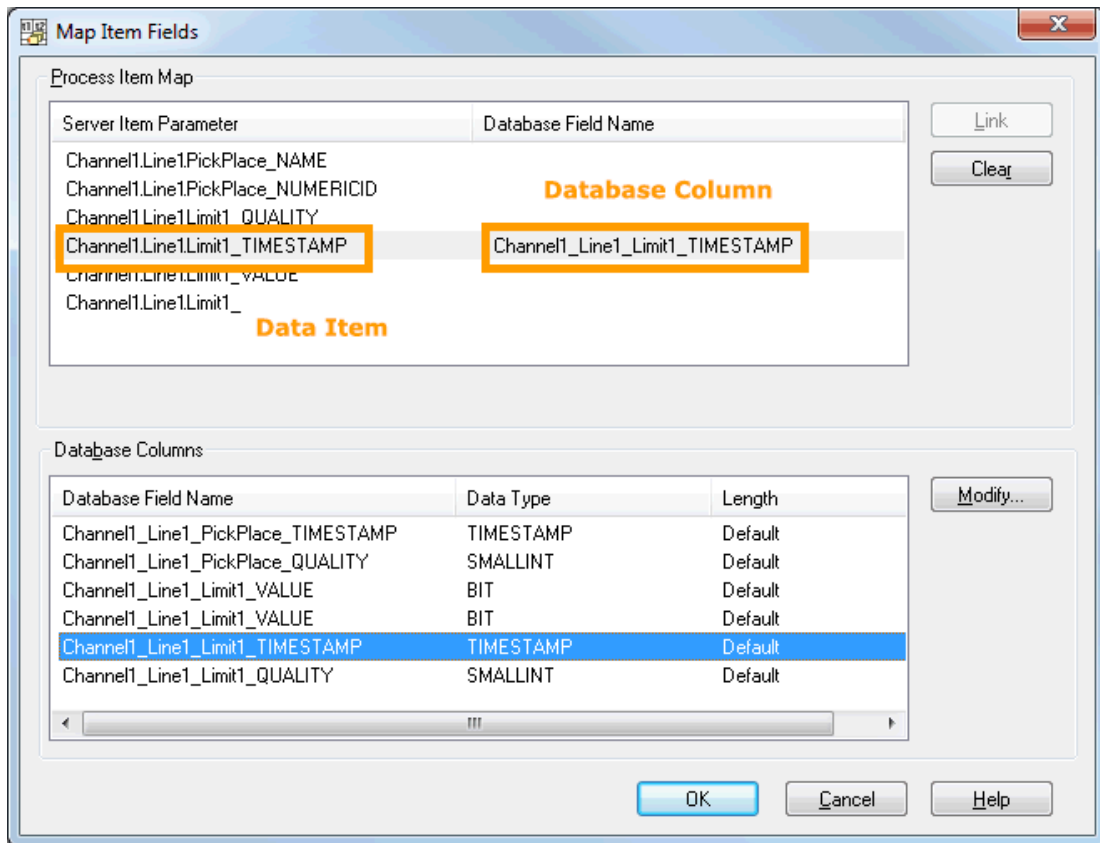 Map Item Fields
Process Item Map
Server Item Parameter Database Field Name
Link
Channel1.Line1.PickPlace_NAME
Clear
Channel1.Line1.PickPlace_NUMERICID
Database Column
Channel1.Line1.Limit1_QUALITY
Channel1.Line1.Limit1_TIMESTAMP Channel1_Line1_Limit1_TIMESTAMP
Channel1.Line1.Limit1_VALUE
Channel1.Line1.Limit1_
Data Item
Database Columns
Database Field Name Data Type Length
Modify...
Channel1_Line1_PickPlace_TIMESTAMP TIMESTAMP Default
Channel1_Line1_PickPlace_QUALITY SMALLINT Default
Channel1_Line1_Limit1_VALUE BIT Default
Channel1_Line1_Limit1_VALUE BIT Default
Channel1_Line1_Limit1_TIMESTAMP TIMESTAMP Default
Channel1_Line1_Limit1_QUALITY SMALLINT Default
OK Cancel Help